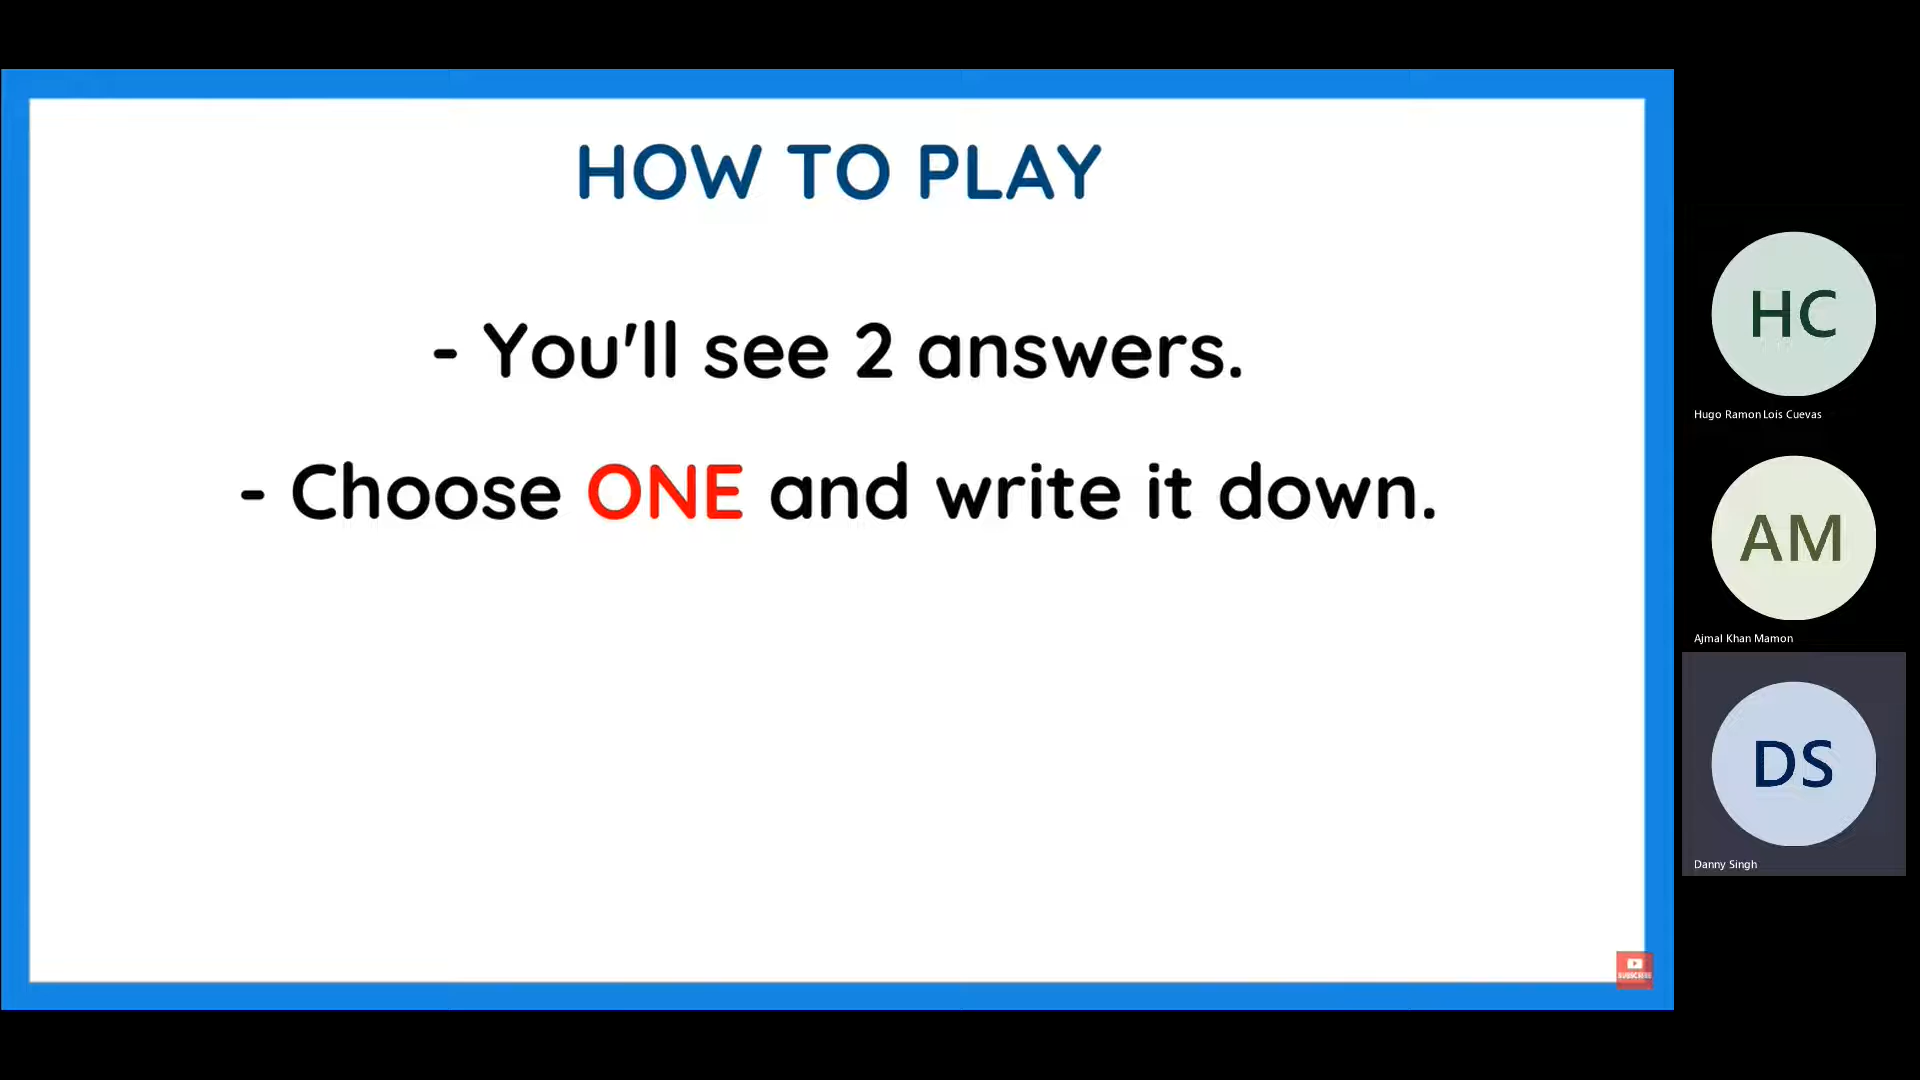 HOW TO PLAY
- You'll see 2 answers.
- Choose ONE and write it down.
HC
Hugo Ramon Lois Cuevas
AM
Ajmal Khan Mamon
DS
Danny Singh
SUBSCRIBE